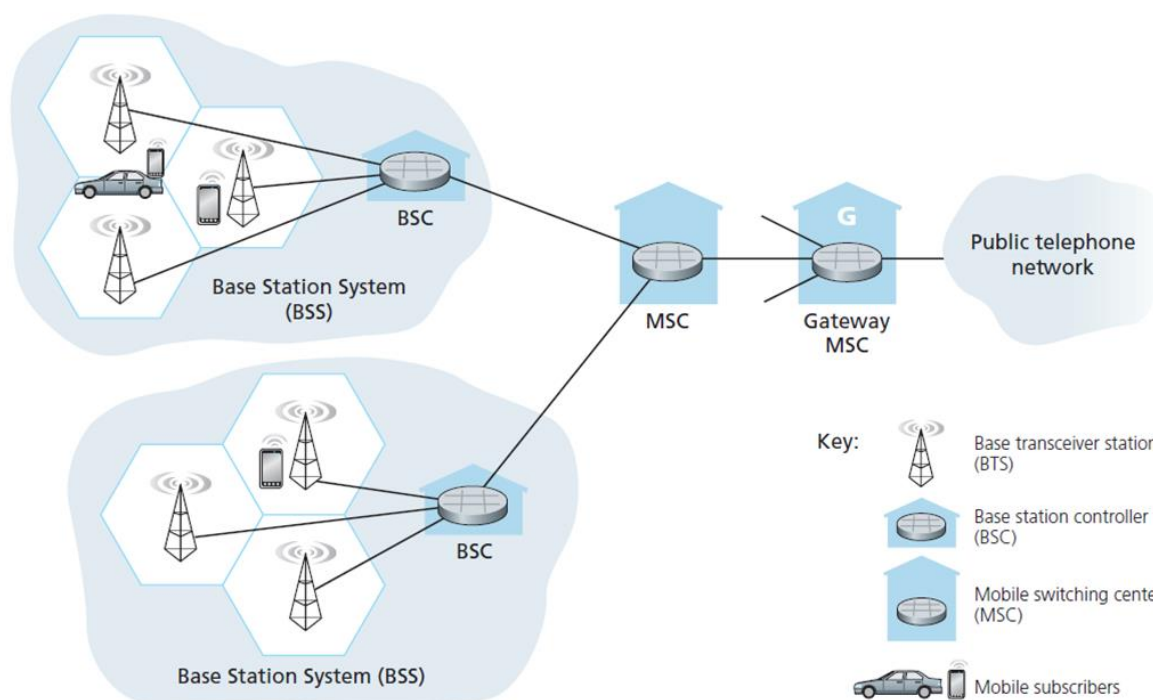 BSC
Base Station System
(BSS)
MSC
G
Gateway
MSC
Public telephone
network
BSC
Base Station System (BSS)
Key:
Base transceiver station
(BTS)
Base station controller
(BSC)
Mobile switching cente
(MSC)
Mobile subscribers